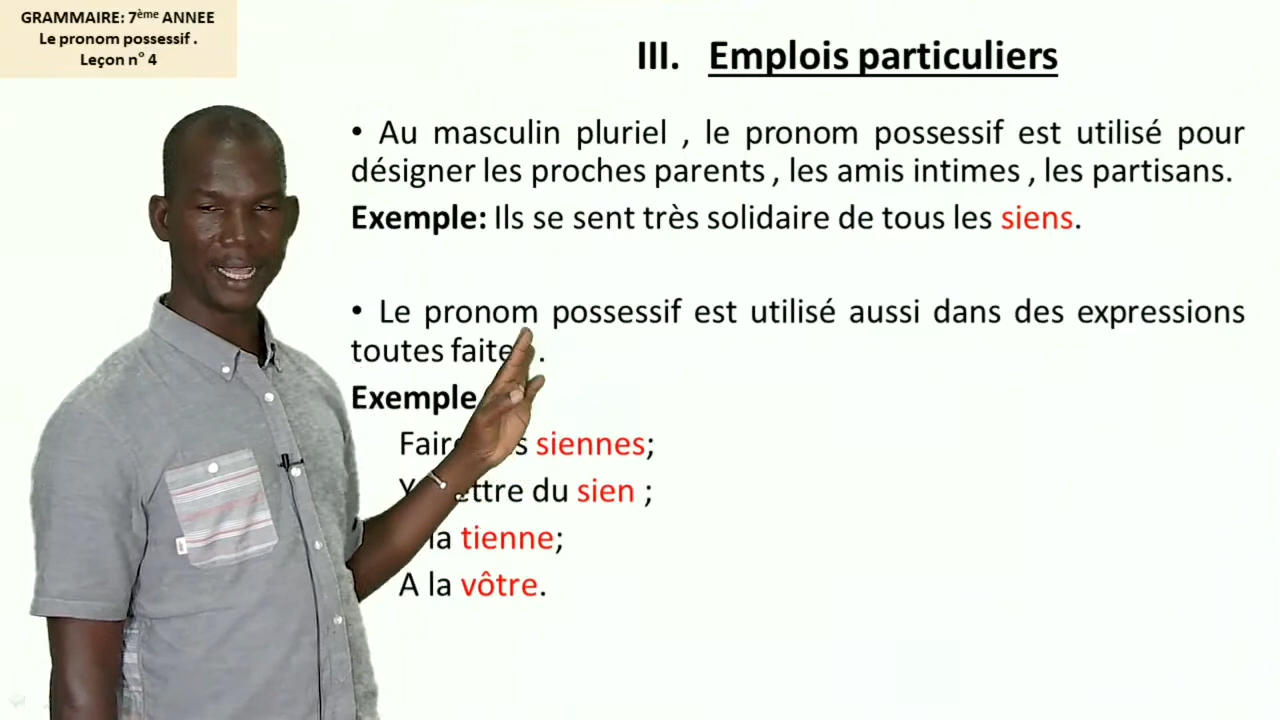 GRAMMAIRE: 7ème ANNEE
Le pronom possessif .
Leçon n° 4
III. Emplois particuliers
• Au masculin pluriel , le pronom possessif est utilisé pour
désigner les proches parents , les amis intimes , les partisans.
Exemple: Ils se sent très solidaire de tous les siens.
• Le pronom possessif est utilisé aussi dans des expressions
toutes faites .
Exemple
siennes;
du sien ;
la tienne;
A la vôtre.